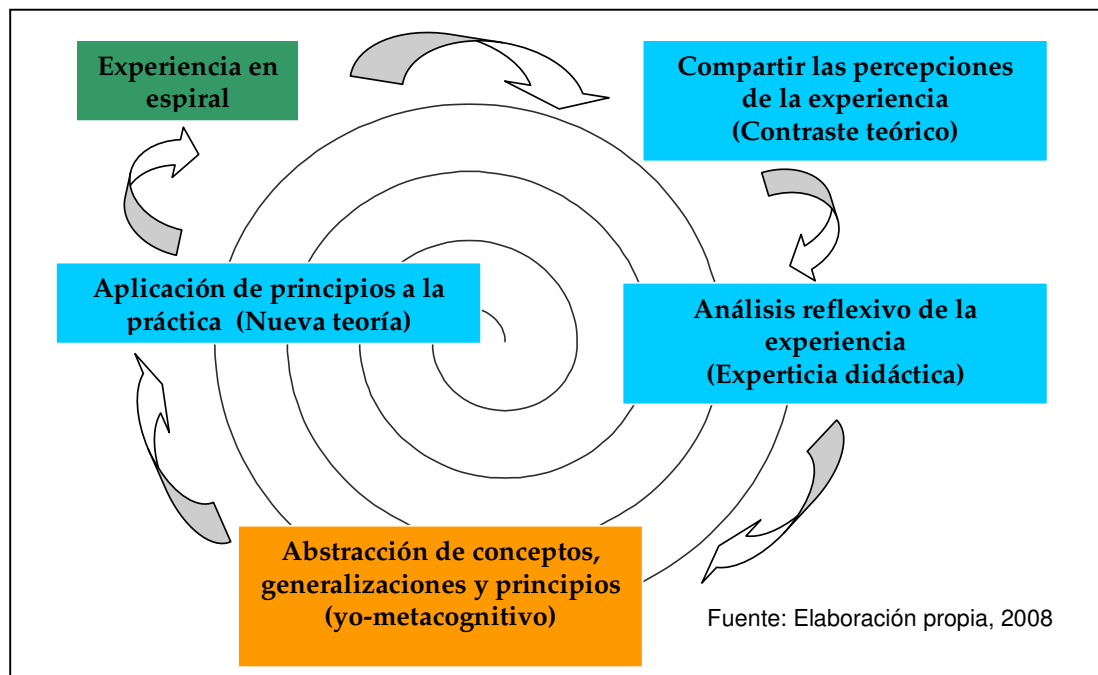 Experiencia en
espiral
Compartir las percepciones
de la experiencia
(Contraste teórico)
Análisis reflexivo de la
experiencia
(Experticia didáctica)
Abstracción de conceptos,
generalizaciones y principios
(yo-metacognitivo)
Aplicación de principios a la
práctica (Nueva teoría)
Fuente: Elaboración propia, 2008